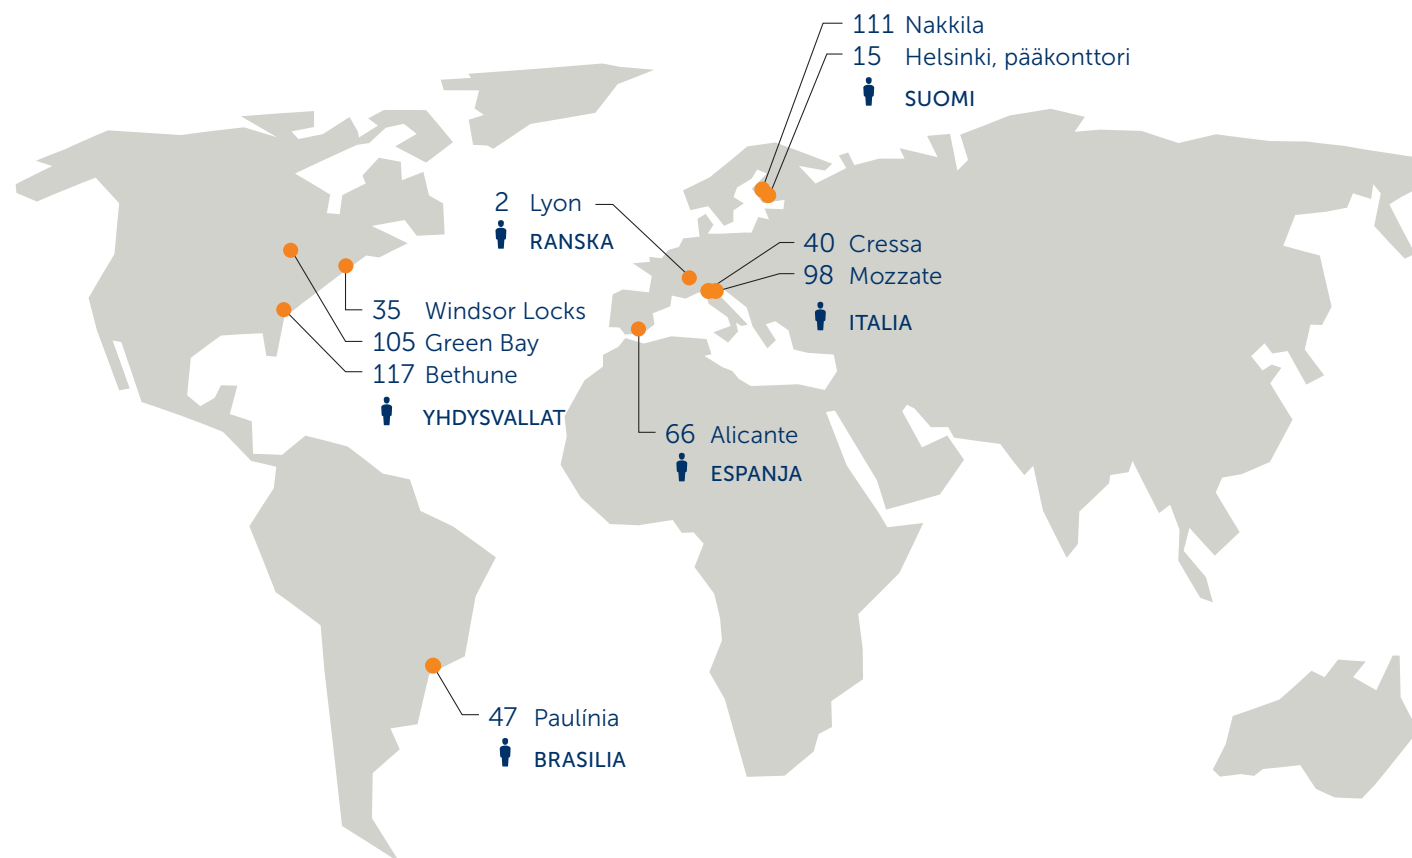 111 Nakkila
15 Helsinki, pääkonttori
SUOMI
2 Lyon
RANSKA
40 Cressa
98 Mozzate
ITALIA
35 Windsor Locks
105 Green Bay
117 Bethune
YHDYSVALLAT
66 Alicante
ESPANJA
47 Paulínia
BRASILIA